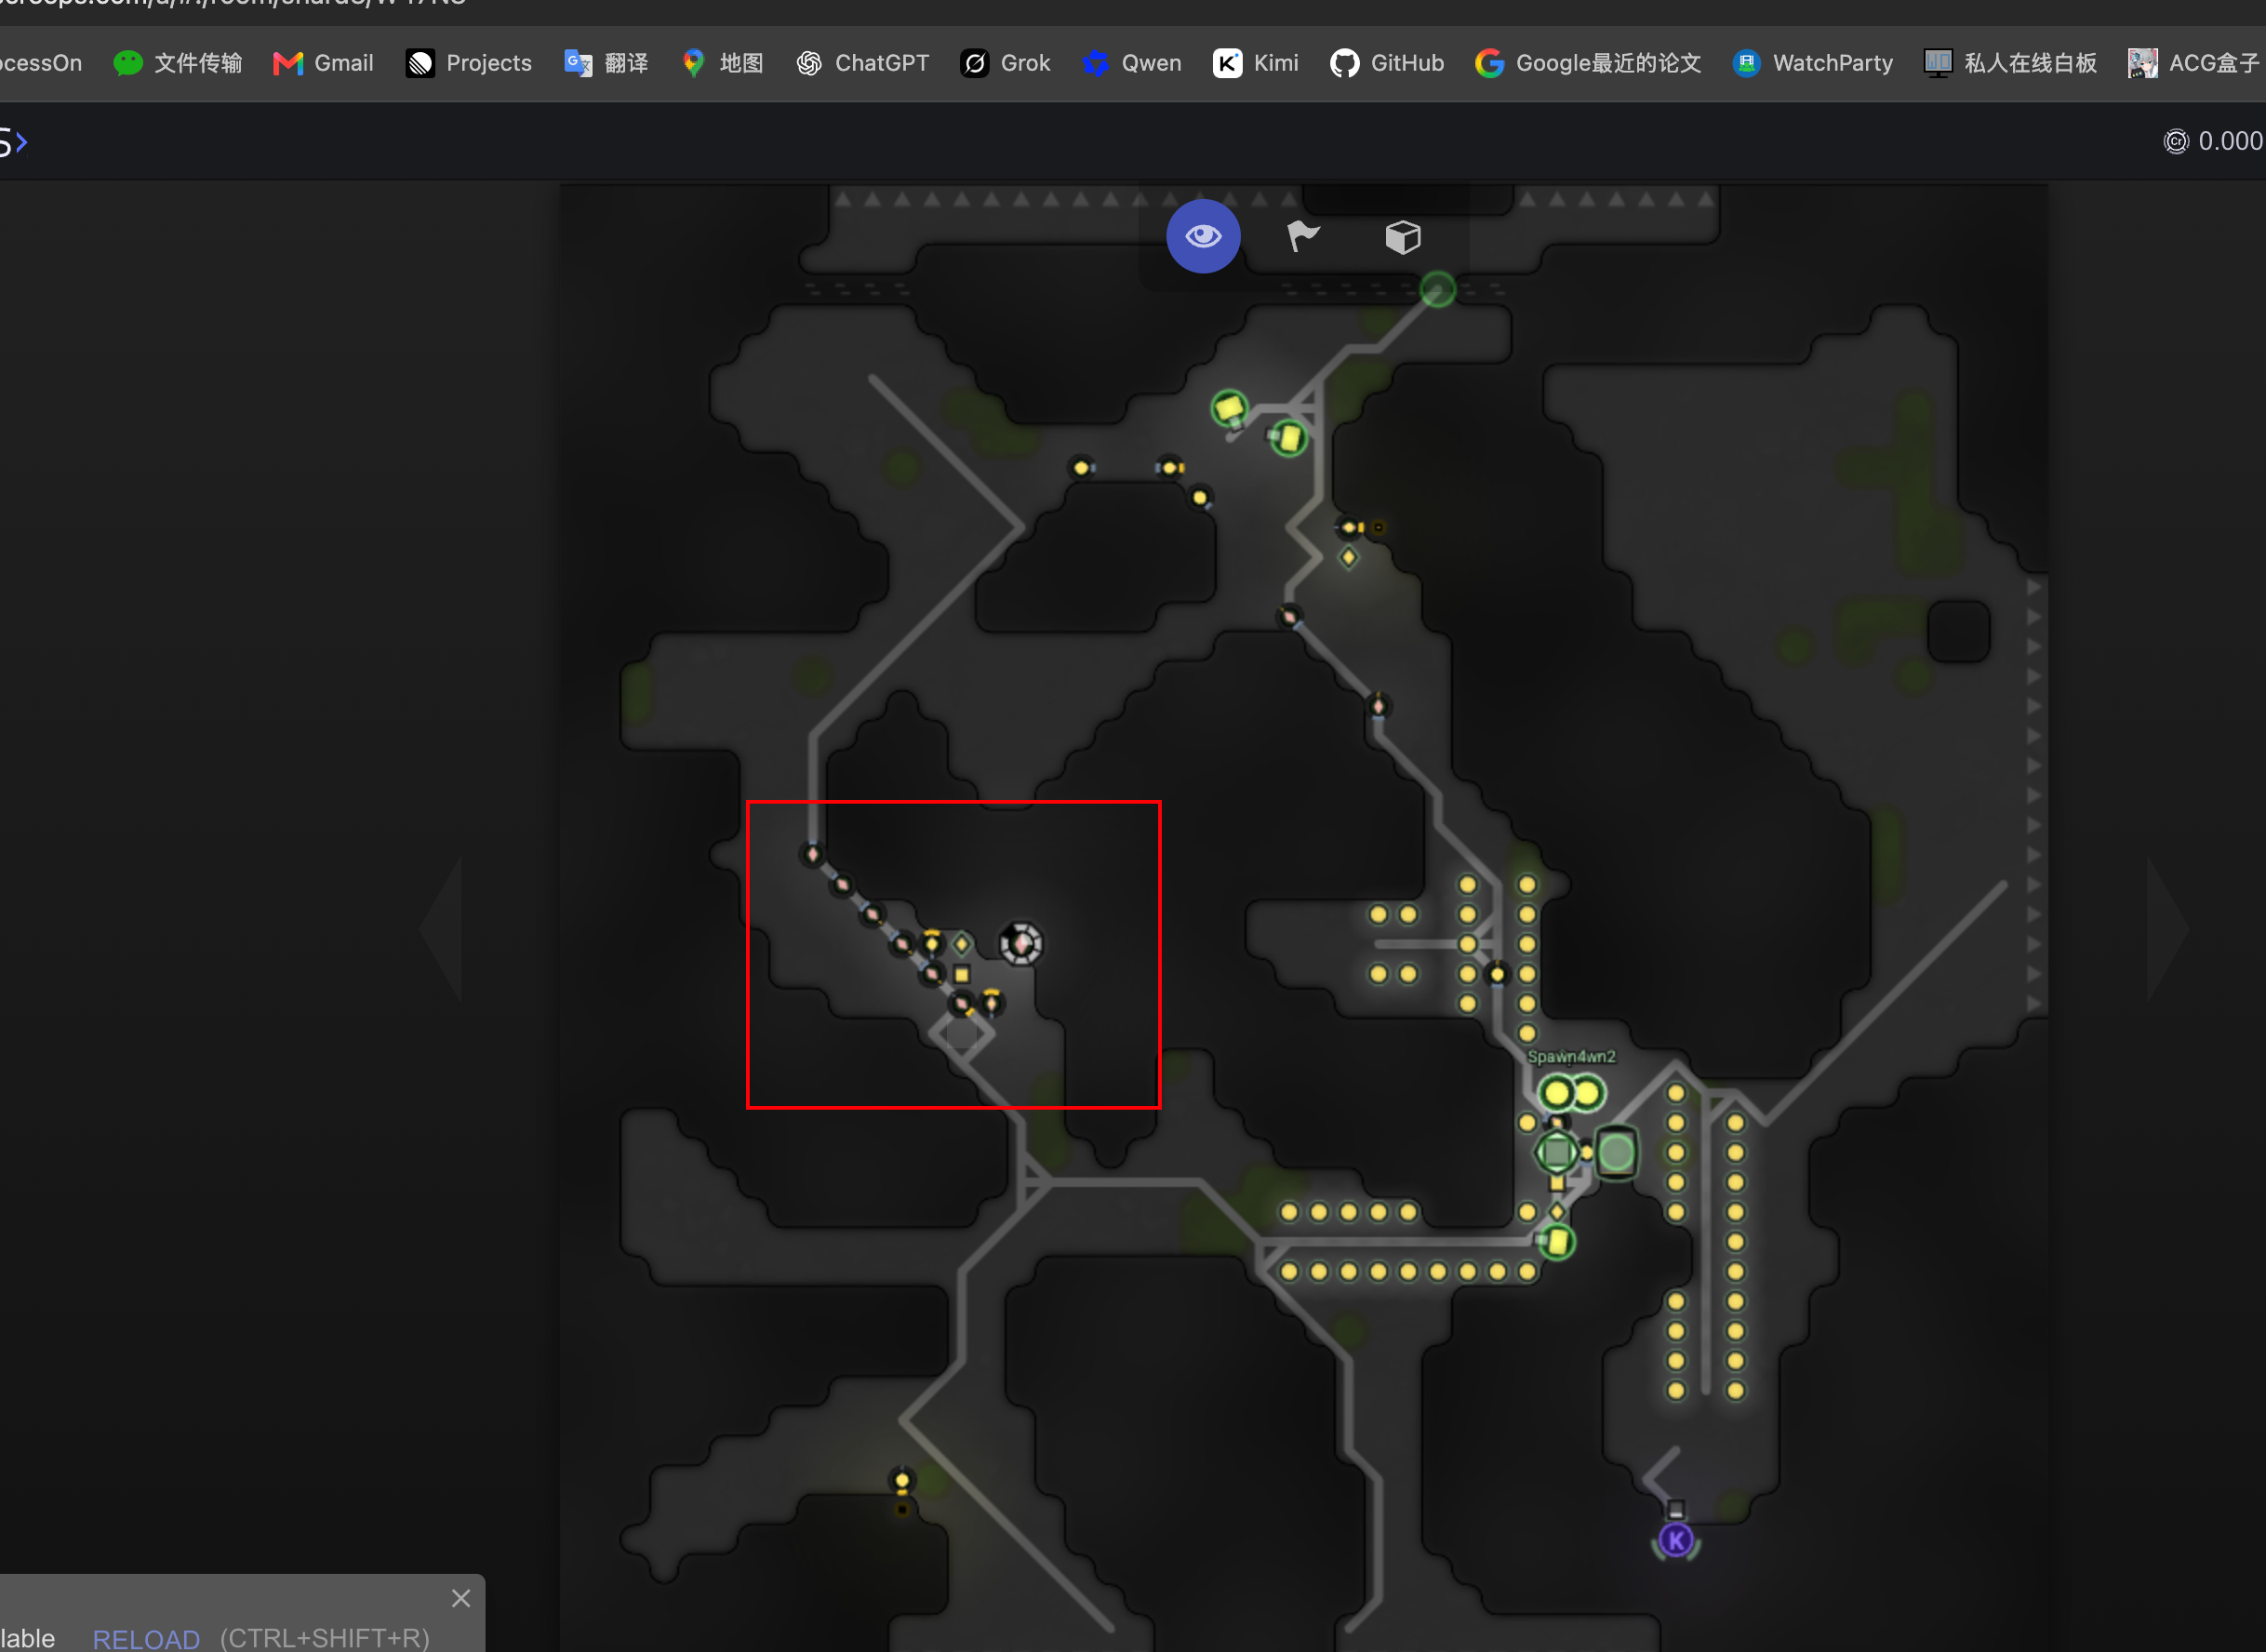 ocessOn 文件传输 Gmail Projects 翻译 地图 ChatGPT Grok Qwen Kimi GitHub Google最近的论文 WatchParty 私人在线白板 ACG盒子
S>
0.000
Spawn4wn2
K
lable RELOAD (CTRL+SHIFT+R)